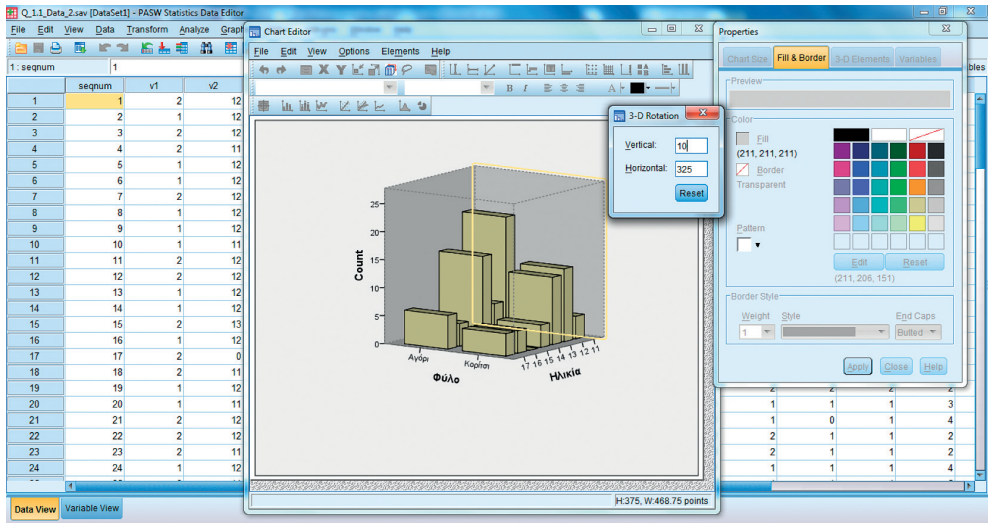 Q_1.1_Data_2.sav [DataSet1] - PASW Statistics Data Editor
File Edit View Data Transform Analyze Graph
1 : seqnum 1
seqnum v1 v2
1 1 2 12
2 2 1 12
3 3 2 12
4 4 2 11
5 5 1 12
6 6 1 12
7 7 2 12
8 8 1 12
9 9 1 12
10 10 1 11
11 11 2 12
12 12 2 12
13 13 1 12
14 14 1 12
15 15 2 13
16 16 1 12
17 17 2 0
18 18 2 11
19 19 1 12
20 20 1 11
21 21 2 12
22 22 2 12
23 23 2 11
24 24 1 12
Data View Variable View
Chart Editor
File Edit View Options Elements Help
B I
A
25
20
15
10
5
0
Count
Αγόρι Κορίτσι
Φύλο
17 16 15 14 13 12 11
Ηλικία
H:375, W:468.75 points
3-D Rotation
Vertical: 10
Horizontal: 325
Reset
Properties
Chart Size Fill & Border 3-D Elements Variables
Preview
Color
Fill
(211, 211, 211)
Border
Transparent
Pattern
Edit Reset
(211, 206, 151)
Border Style
Weight Style End Caps
1 Butted
Apply Close Help
bles
2 2 2 2
1 1 1 3
1 0 1 4
2 1 1 2
2 1 1 2
1 1 1 4